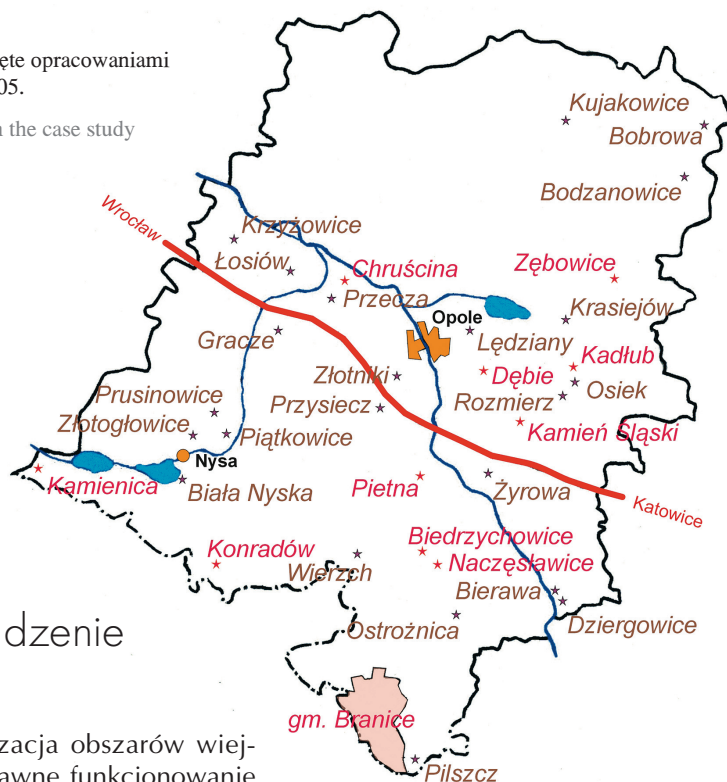 ęte opracowaniami
05.
n the case study
Kujakowice
Bobrowa
Bodzanowice
Wrocław
Krzyżowice
Łosiów
Chruścina
Zębowice
Przecza
Opole
Krasiejów
Gracze
Lędziany
Kadłub
Złotniki
Dębie
Osiek
Prusinowice
Przysiecz
Rozmierz
Złotogłowice
Piątkowice
Kamień Śląski
Nysa
Kamienica
Biała Nyska
Pietna
Żyrowa
Katowice
Biedrzychowice
Konradów
Naczęsławice
Wierzch
Bierawa
Ostrożnica
Dziergowice
dzenie
gm. Branice
zacja obszarów wiej-
awne funkcjonowanie
Pilszcz